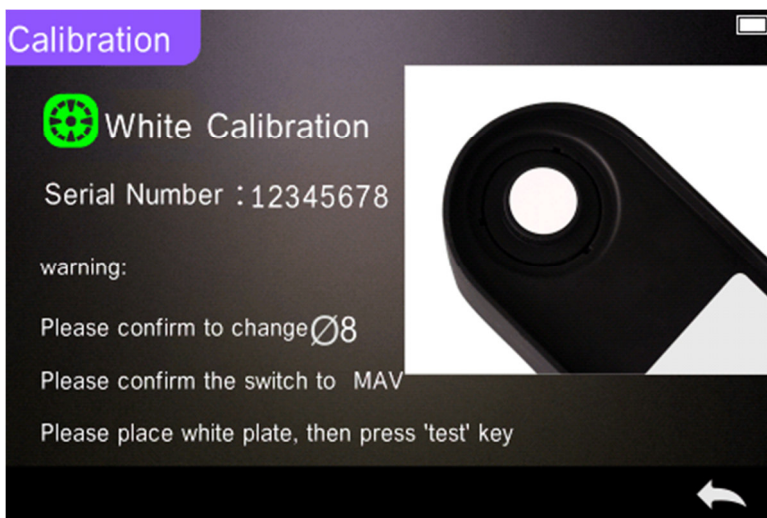 Calibration
White Calibration
Serial Number :12345678
warning:
Please confirm to change∅8
Please confirm the switch to MAV
Please place white plate, then press 'test' key